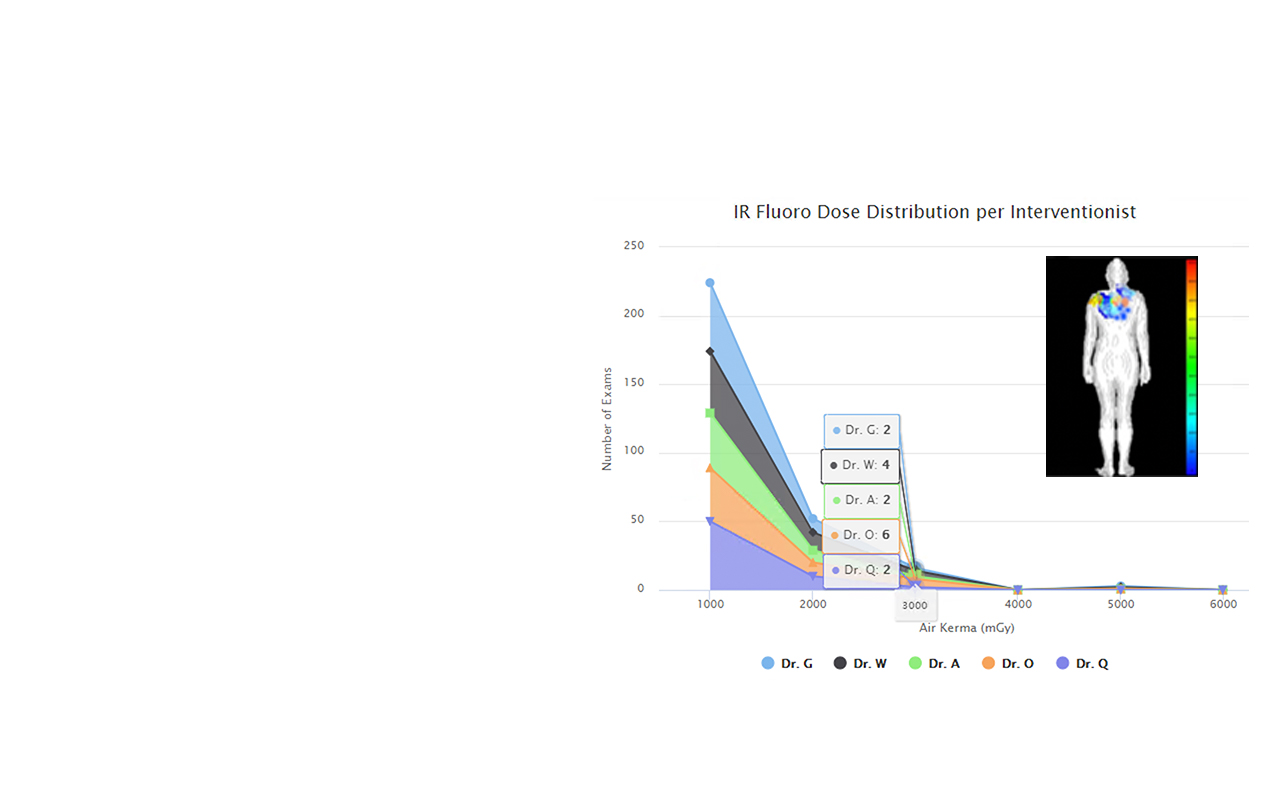 IR Fluoro Dose Distribution per Interventionist
250
200
150
100
50
0
Number of Exams
Dr. G: 2
Dr. W: 4
Dr. A: 2
Dr. O: 6
Dr. Q: 2
1000 2000 3000 4000 5000 6000
Air Kerma (mGy)
Dr. G Dr. W Dr. A Dr. O Dr. Q